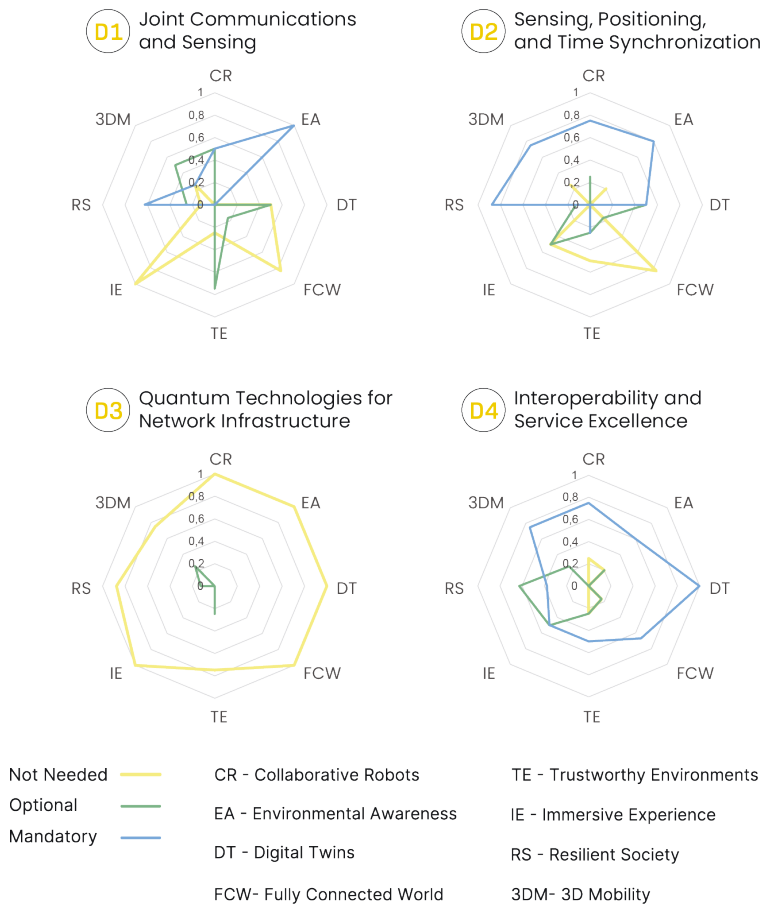 D1
Joint Communications
and Sensing
CR
1
0,8
0,6
0,4
0,2
0
EA
DT
FCW
TE
IE
RS
3DM
D2
Sensing, Positioning,
and Time Synchronization
CR
1
0,8
0,6
0,4
0,2
0
EA
DT
FCW
TE
IE
RS
3DM
D3
Quantum Technologies for
Network Infrastructure
CR
1
0,8
0,6
0,4
0,2
0
EA
DT
FCW
TE
IE
RS
3DM
D4
Interoperability and
Service Excellence
CR
1
0,8
0,6
0,4
0,2
0
EA
DT
FCW
TE
IE
RS
3DM
Not Needed
Optional
Mandatory
CR - Collaborative Robots
EA - Environmental Awareness
DT - Digital Twins
FCW- Fully Connected World
TE - Trustworthy Environments
IE - Immersive Experience
RS - Resilient Society
3DM- 3D Mobility